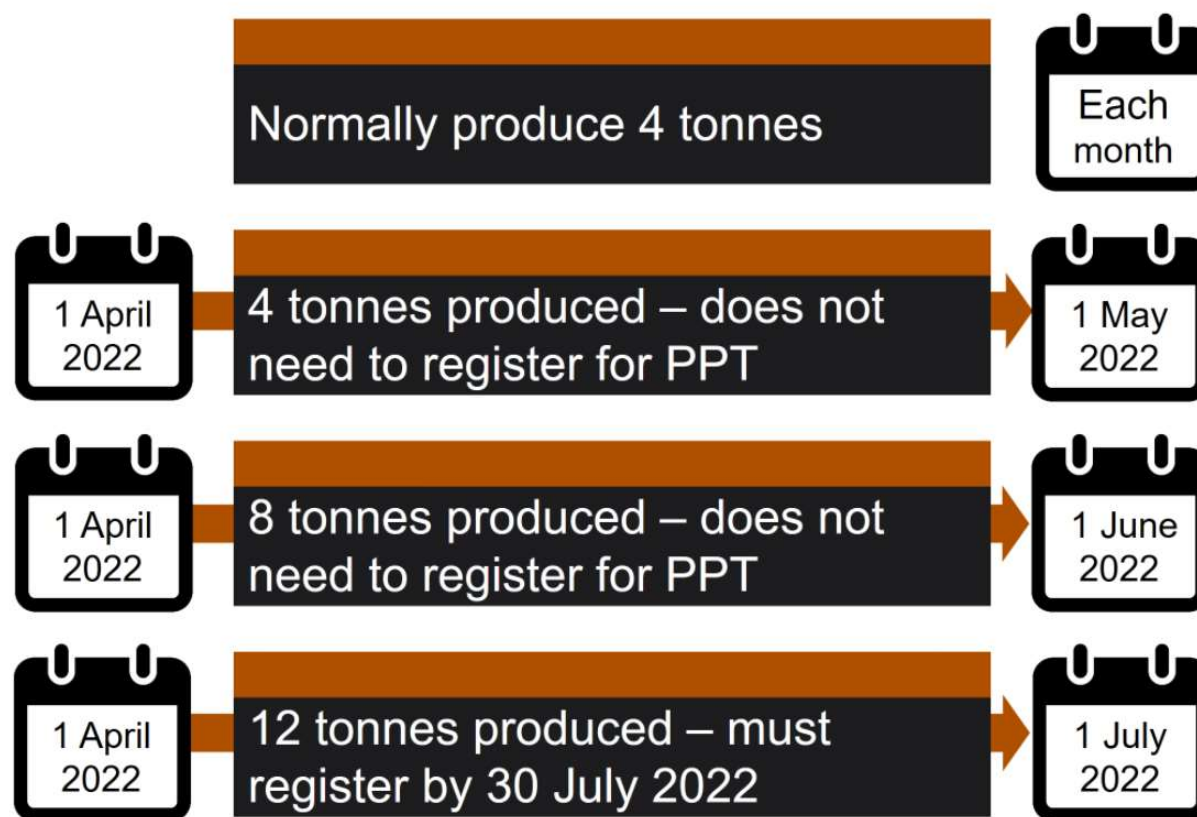 Normally produce 4 tonnes
Each
month
1 April
2022
4 tonnes produced – does not
need to register for PPT
1 May
2022
1 April
2022
8 tonnes produced – does not
need to register for PPT
1 June
2022
1 April
2022
12 tonnes produced – must
register by 30 July 2022
1 July
2022